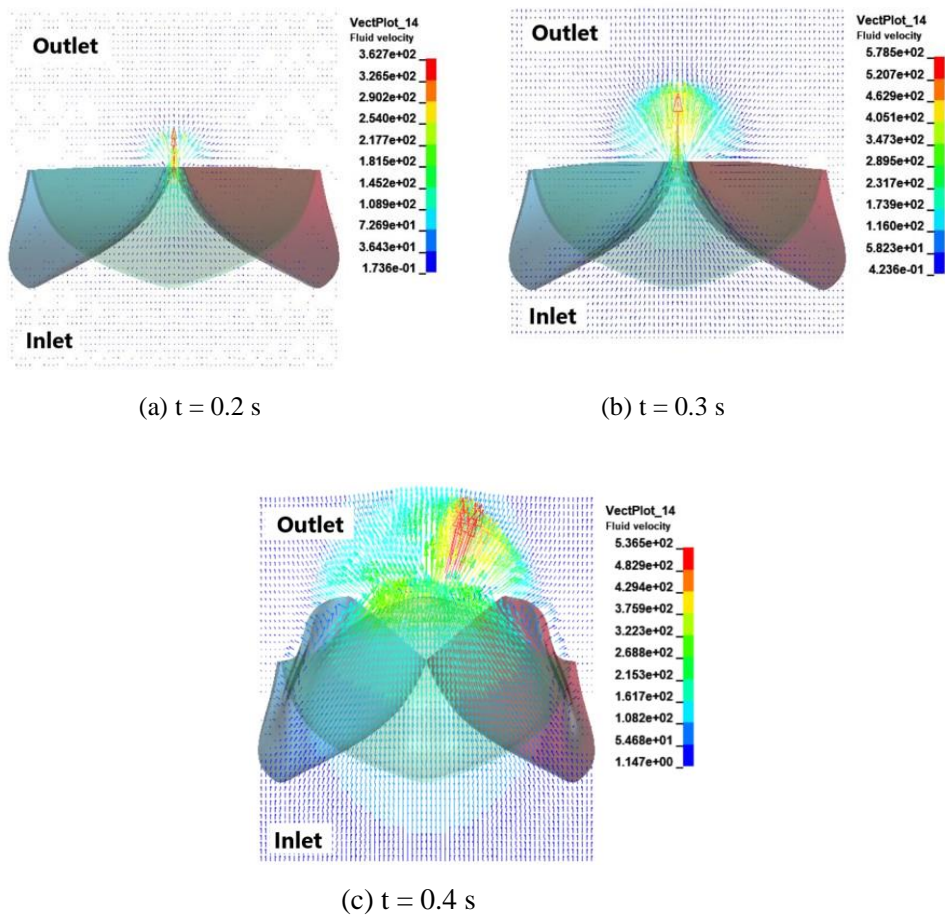 VectPlot_14
Fluid velocity
3.627e+02
3.265e+02
2.902e+02
2.540e+02
2.177e+02
1.815e+02
1.452e+02
1.089e+02
7.269e+01
3.643e+01
1.736e-01
Outlet
Inlet
(a) t = 0.2 s
VectPlot_14
Fluid velocity
5.785e+02
5.207e+02
4.629e+02
4.051e+02
3.473e+02
2.895e+02
2.317e+02
1.739e+02
1.160e+02
5.823e+01
4.236e-01
Outlet
Inlet
(b) t = 0.3 s
VectPlot_14
Fluid velocity
5.365e+02
4.829e+02
4.294e+02
3.759e+02
3.223e+02
2.688e+02
2.153e+02
1.617e+02
1.082e+02
5.468e+01
1.147e+00
Outlet
Inlet
(c) t = 0.4 s